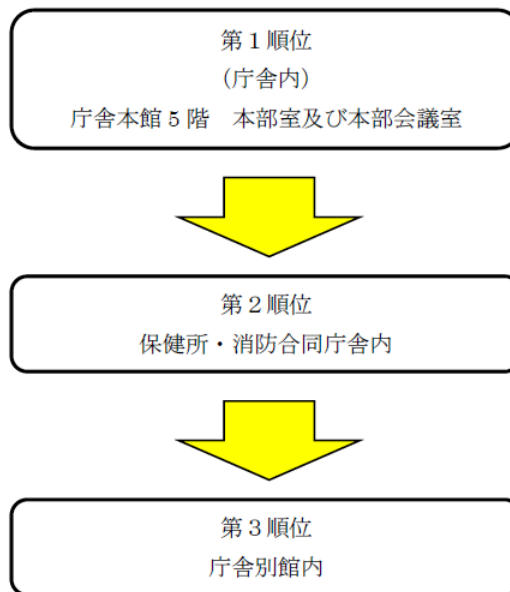 第１順位
（庁舎内）
庁舎本館５階　本部室及び本部会議室
第２順位
保健所・消防合同庁舎内
第３順位
庁舎別館内